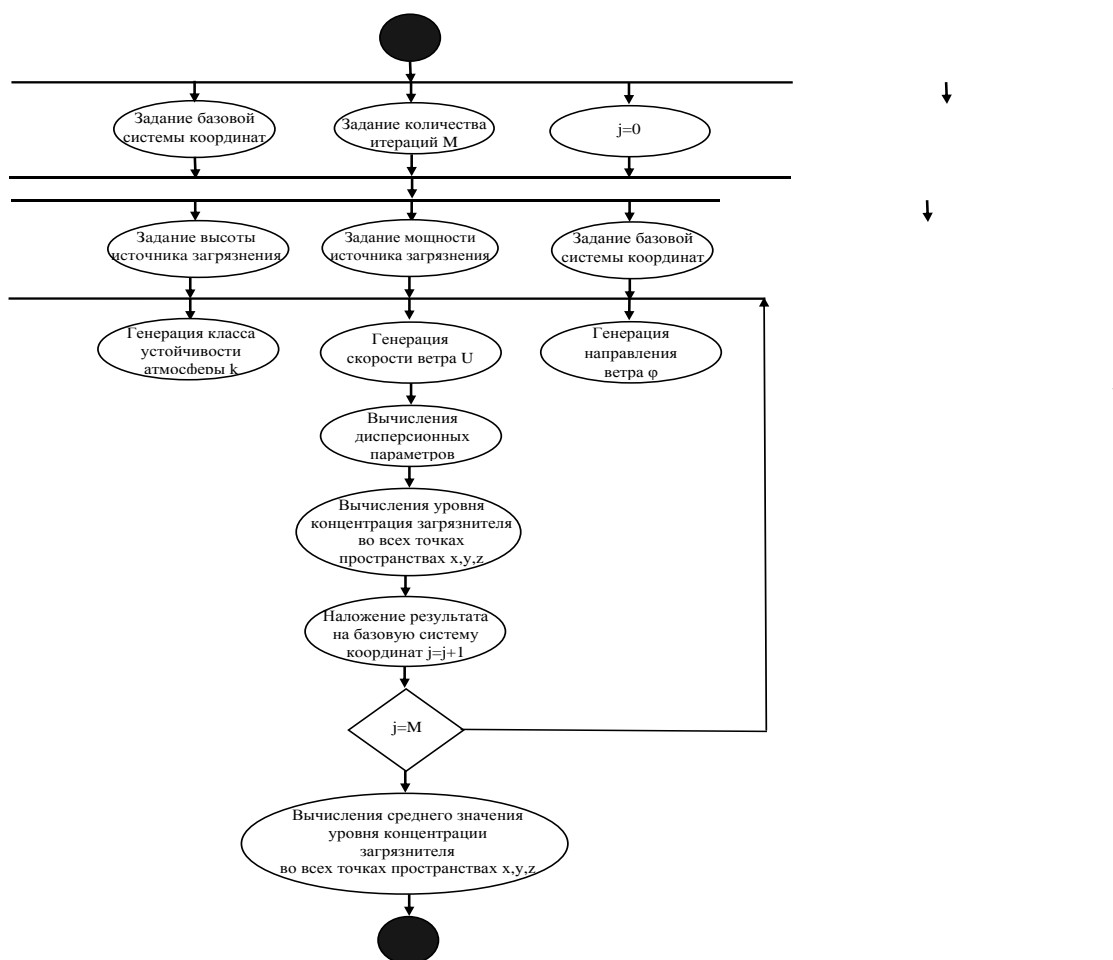 Задание базовой
системы координат
Задание количества
итераций M
j=0
Задание высоты
источника загрязнения
Задание мощности
источника загрязнения
Задание базовой
системы координат
Генерация класса
устойчивости
атмосферы k
Генерация
скорости ветра U
Генерация
направления
ветра φ
Вычисления
дисперсионных
параметров
Вычисления уровня
концентрация загрязнителя
во всех точках
пространствах x,y,z
Наложение результата
на базовую систему
координат j=j+1
j=M
Вычисления среднего значения
уровня концентрации
загрязнителя
во всех точках пространствах x,y,z